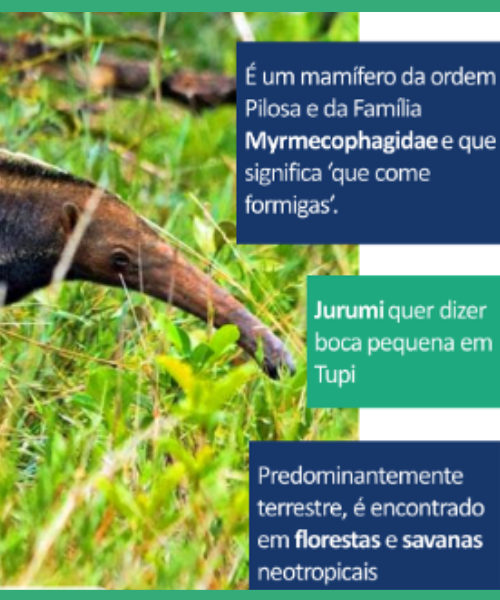 É um mamífero da ordem
Pilosa e da Família
Myrmecophagidae e que
significa ‘que come
formigas’.
Jurumi quer dizer
boca pequena em
Tupi
Predominantemente
terrestre, é encontrado
em florestas e savanas
neotropicais